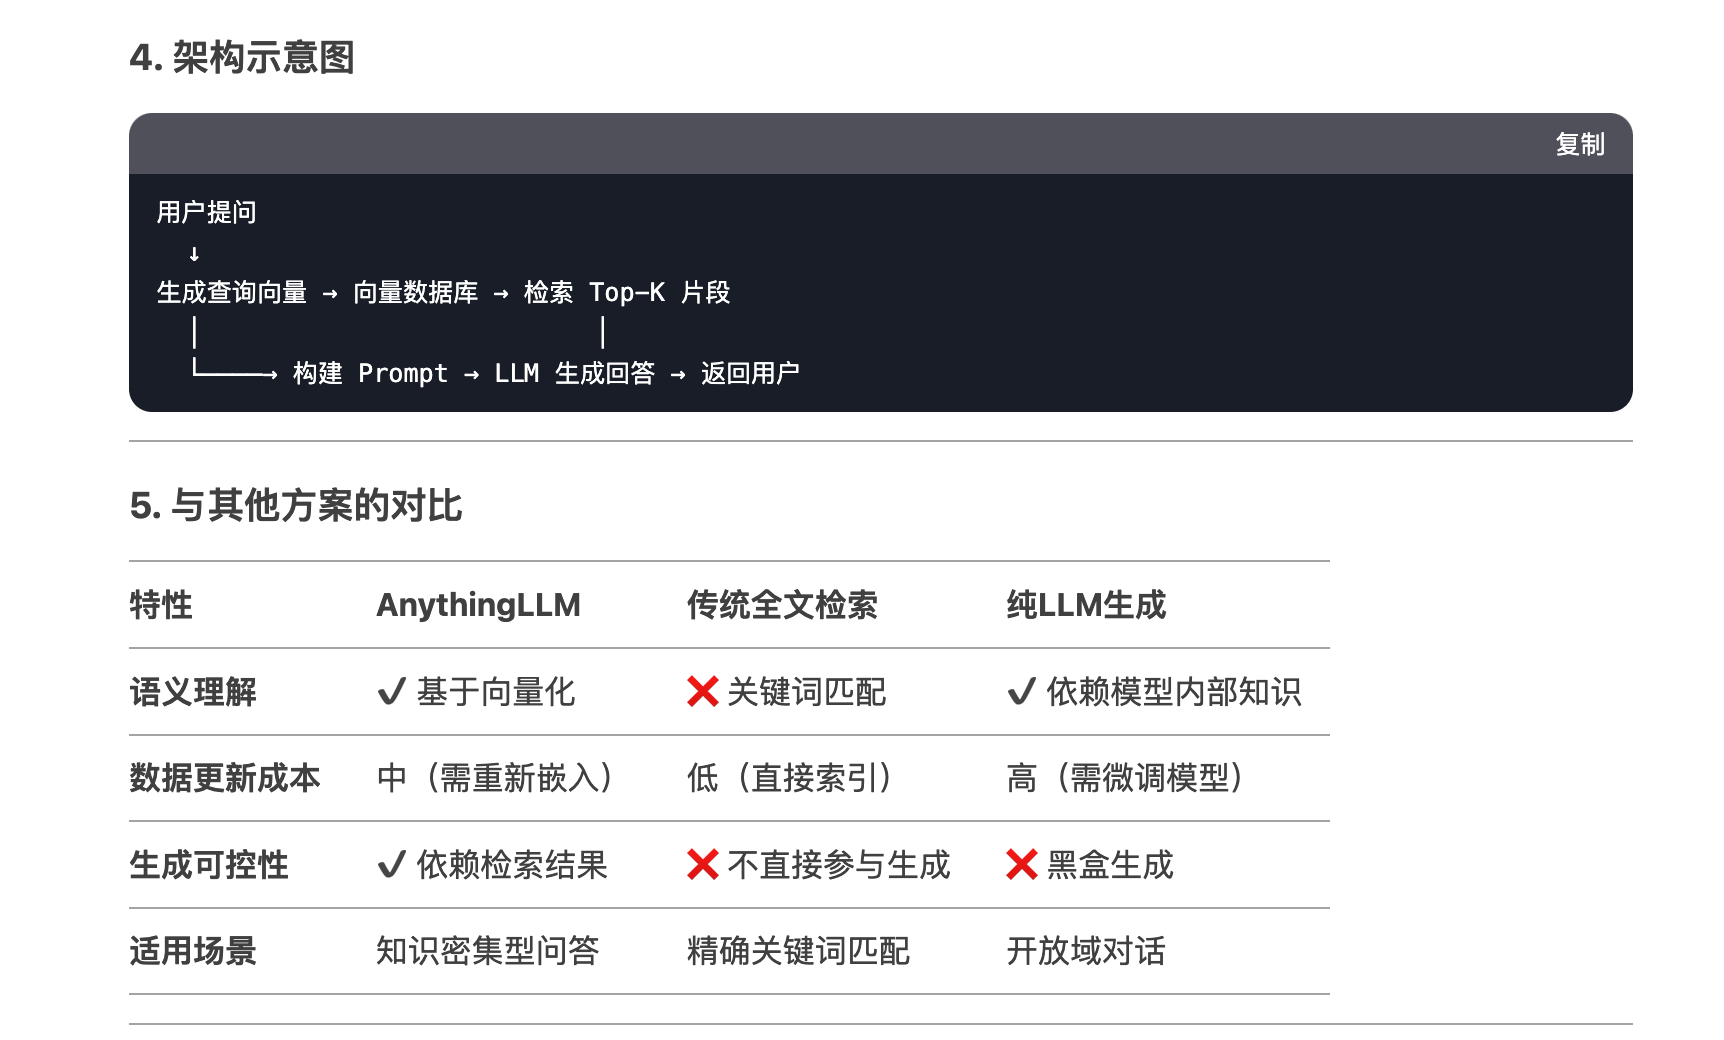 4. 架构示意图
复制
用户提问
↓
生成查询向量 → 向量数据库 → 检索 Top-K 片段
│ │
└────→ 构建 Prompt → LLM 生成回答 → 返回用户
5. 与其他方案的对比
特性 AnythingLLM 传统全文检索 纯LLM生成
语义理解 ✔ 基于向量化 ❌ 关键词匹配 ✔ 依赖模型内部知识
数据更新成本 中（需重新嵌入） 低（直接索引） 高（需微调模型）
生成可控性 ✔ 依赖检索结果 ❌ 不直接参与生成 ❌ 黑盒生成
适用场景 知识密集型问答 精确关键词匹配 开放域对话